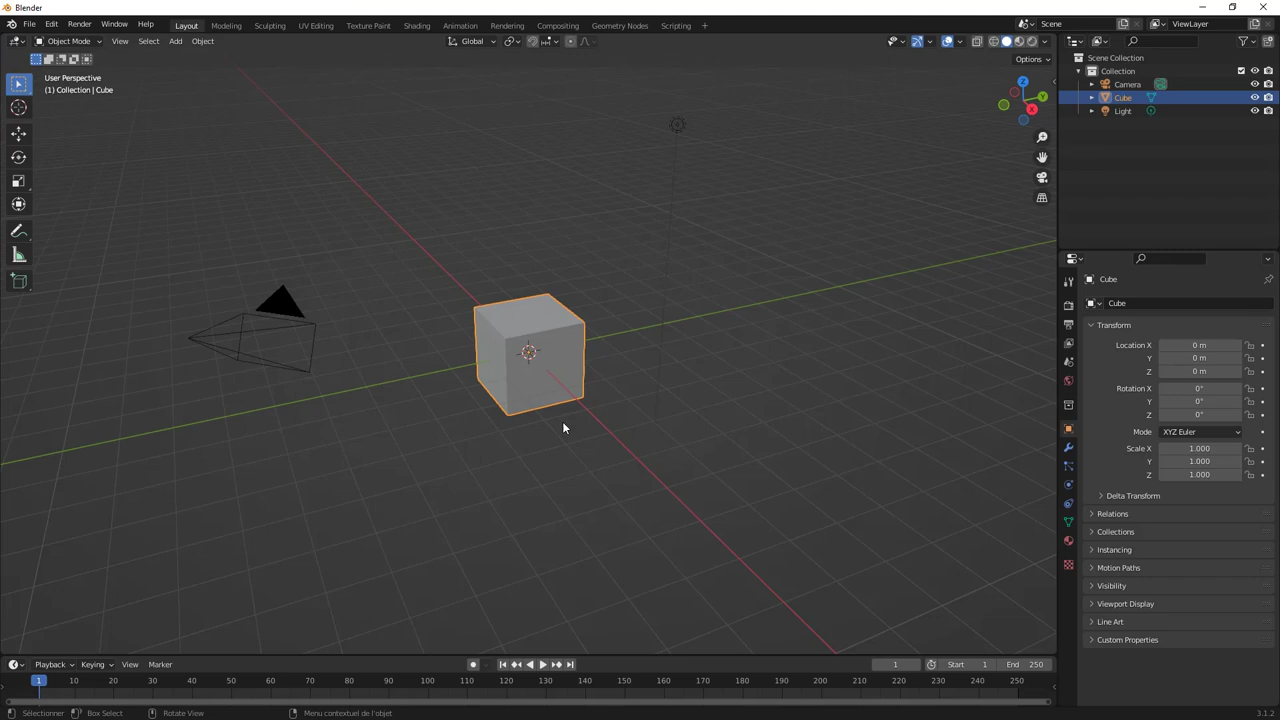 Blender
File Edit Render Window Help Layout Modeling Sculpting UV Editing Texture Paint Shading Animation Rendering Compositing Geometry Nodes Scripting + Scene ViewLayer
Object Mode View Select Add Object Global
Options
User Perspective
(1) Collection | Cube
Z
Y
X
Scene Collection
Collection
Camera
Cube
Light
Cube
Cube
Transform
Location X 0 m
Y 0 m
Z 0 m
Rotation X 0°
Y 0°
Z 0°
Mode XYZ Euler
Scale X 1.000
Y 1.000
Z 1.000
Delta Transform
Relations
Collections
Instancing
Motion Paths
Visibility
Viewport Display
Line Art
Custom Properties
Playback Keying View Marker 1 Start 1 End 250
1 10 20 30 40 50 60 70 80 90 100 110 120 130 140 150 160 170 180 190 200 210 220 230 240 250
Sélectionner Box Select Rotate View Menu contextuel de l'objet 3.1.2